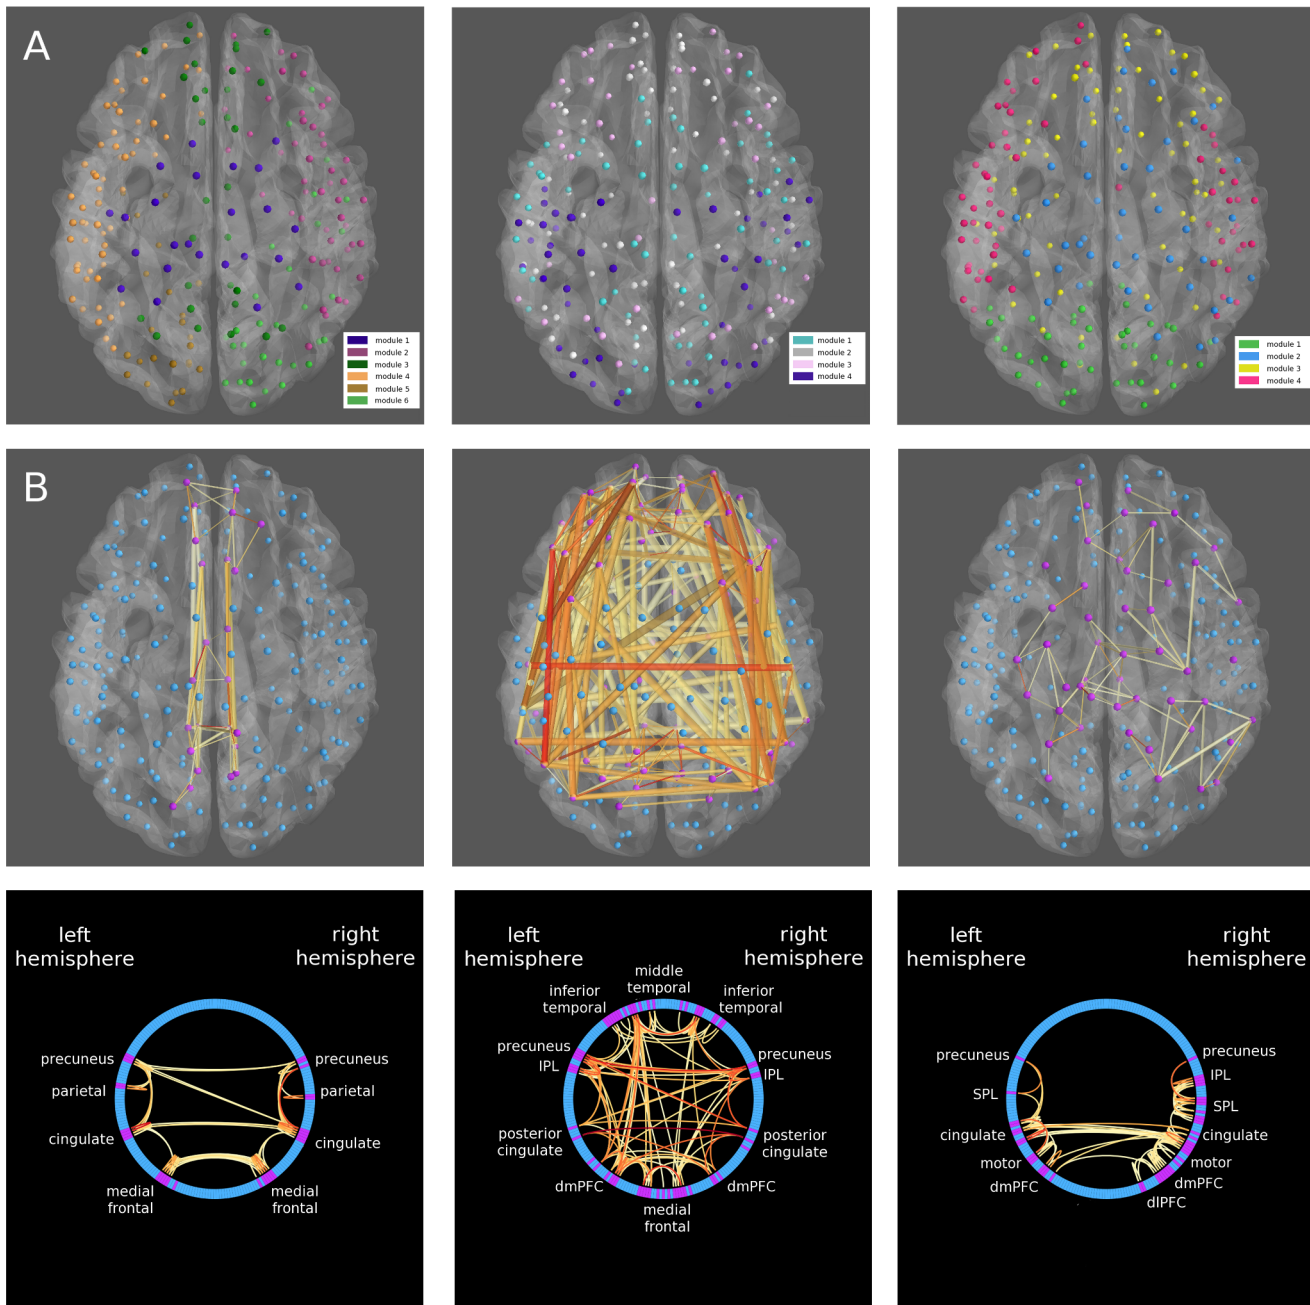 A
module 1
module 2
module 3
module 4
module 5
module 6
module 1
module 2
module 3
module 4
module 1
module 2
module 3
module 4
B
left
hemisphere
right
hemisphere
precuneus
parietal
cingulate
medial
frontal
precuneus
parietal
cingulate
medial
frontal
left
hemisphere
right
hemisphere
middle
temporal
inferior
temporal
inferior
temporal
precuneus
IPL
precuneus
IPL
posterior
cingulate
posterior
cingulate
dmPFC
dmPFC
medial
frontal
left
hemisphere
right
hemisphere
precuneus
SPL
cingulate
motor
dmPFC
precuneus
IPL
SPL
cingulate
motor
dmPFC
dlPFC